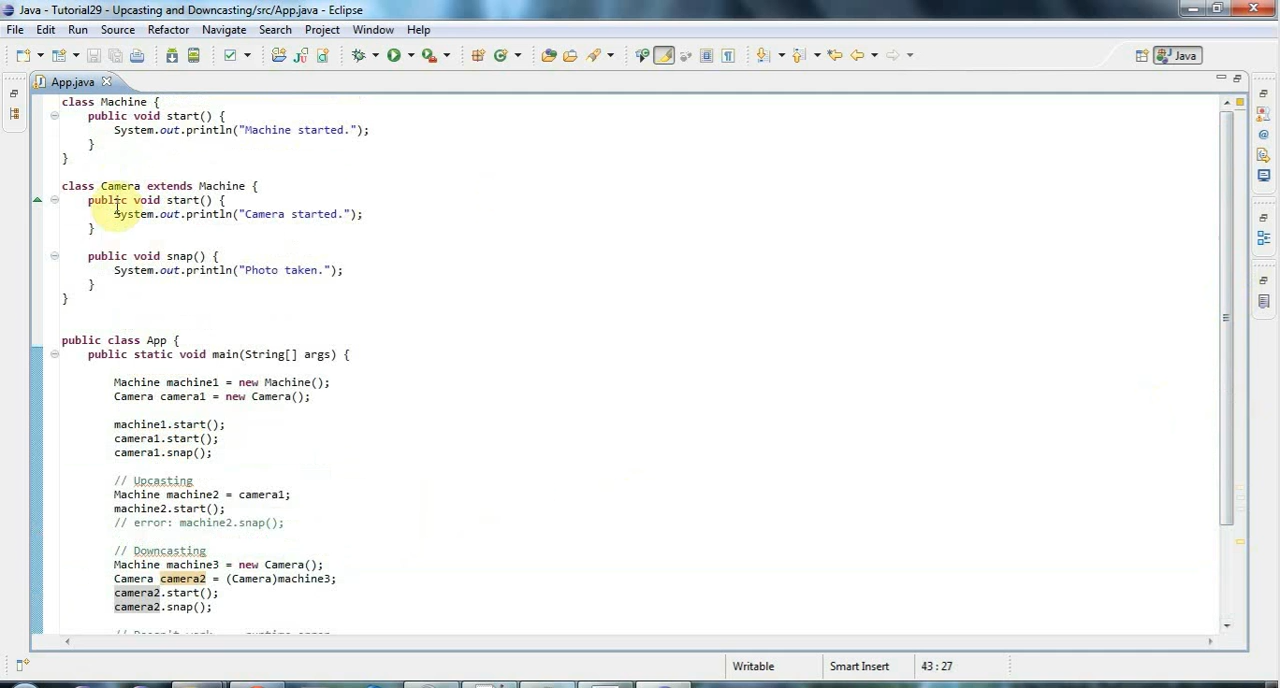 Java - Tutorial29 - Upcasting and Downcasting/src/App.java - Eclipse
File Edit Run Source Refactor Navigate Search Project Window Help
Java
App.java
class Machine {
public void start() {
System.out.println("Machine started.");
}
}
class Camera extends Machine {
public void start() {
System.out.println("Camera started.");
}
public void snap() {
System.out.println("Photo taken.");
}
}
public class App {
public static void main(String[] args) {
Machine machine1 = new Machine();
Camera camera1 = new Camera();
machine1.start();
camera1.start();
camera1.snap();
// Upcasting
Machine machine2 = camera1;
machine2.start();
// error: machine2.snap();
// Downcasting
Machine machine3 = new Camera();
Camera camera2 = (Camera)machine3;
camera2.start();
camera2.snap();
Writable Smart Insert 43 : 27